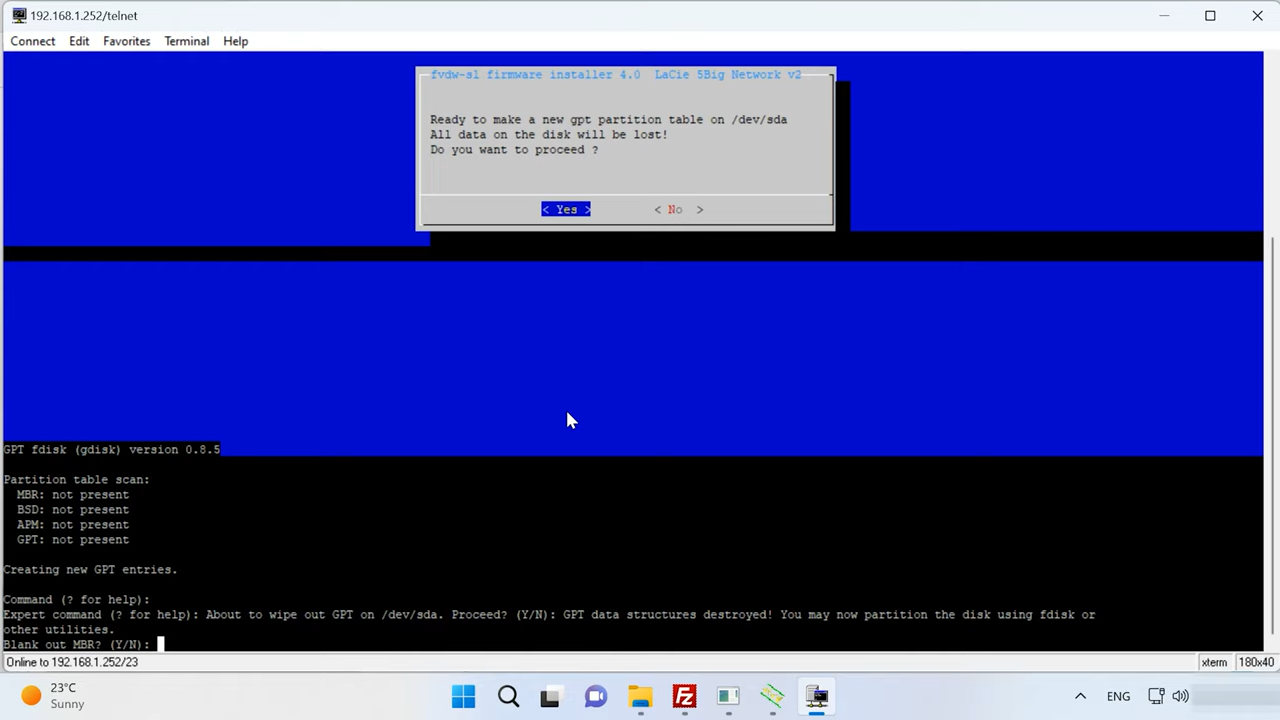 192.168.1.252/telnet
Connect Edit Favorites Terminal Help
fvdw-sl firmware installer 4.0 LaCie 5Big Network v2
Ready to make a new gpt partition table on /dev/sda
All data on the disk will be lost!
Do you want to proceed ?
< Yes > < No >
GPT fdisk (gdisk) version 0.8.5
Partition table scan:
MBR: not present
BSD: not present
APM: not present
GPT: not present
Creating new GPT entries.
Command (? for help):
Expert command (? for help): About to wipe out GPT on /dev/sda. Proceed? (Y/N): GPT data structures destroyed! You may now partition the disk using fdisk or
other utilities.
Blank out MBR? (Y/N):
Online to 192.168.1.252/23 xterm 180x40
23°C
Sunny
Fz
ENG